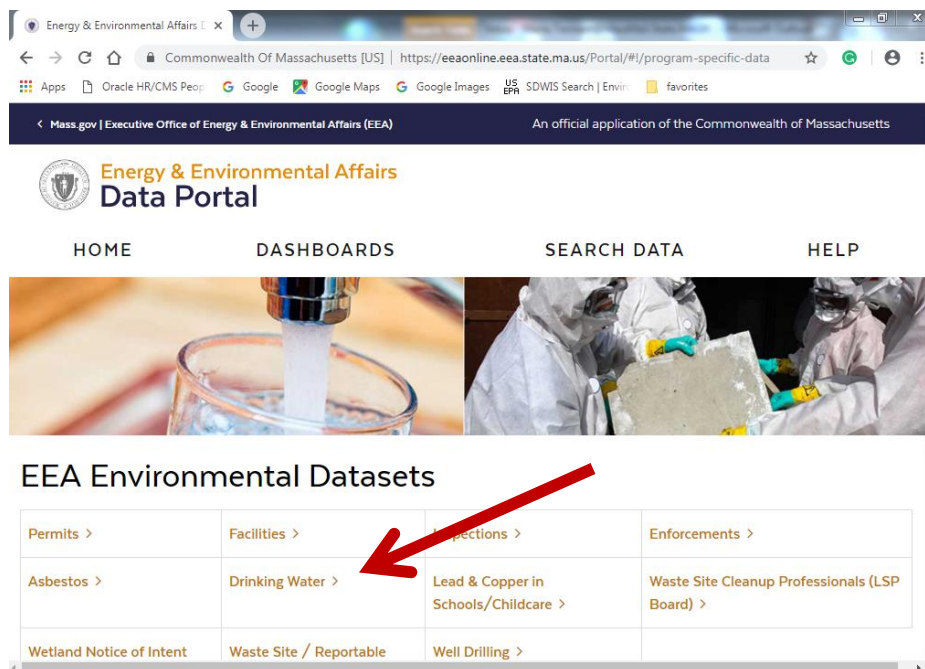 Energy & Environmental Affairs D
Commonwealth Of Massachusetts [US] | https://eeaonline.eea.state.ma.us/Portal/#!/program-specific-data
Apps Oracle HR/CMS Peop Google Google Maps Google Images US EPA SDWIS Search | Envir favorites
< Mass.gov | Executive Office of Energy & Environmental Affairs (EEA) An official application of the Commonwealth of Massachusetts
Energy & Environmental Affairs
Data Portal
HOME DASHBOARDS SEARCH DATA HELP
EEA Environmental Datasets
Permits > Facilities > pections > Enforcements >
Asbestos > Drinking Water > Lead & Copper in Waste Site Cleanup Professionals (LSP
Schools/Childcare > Board) >
Wetland Notice of Intent Waste Site / Reportable Well Drilling >